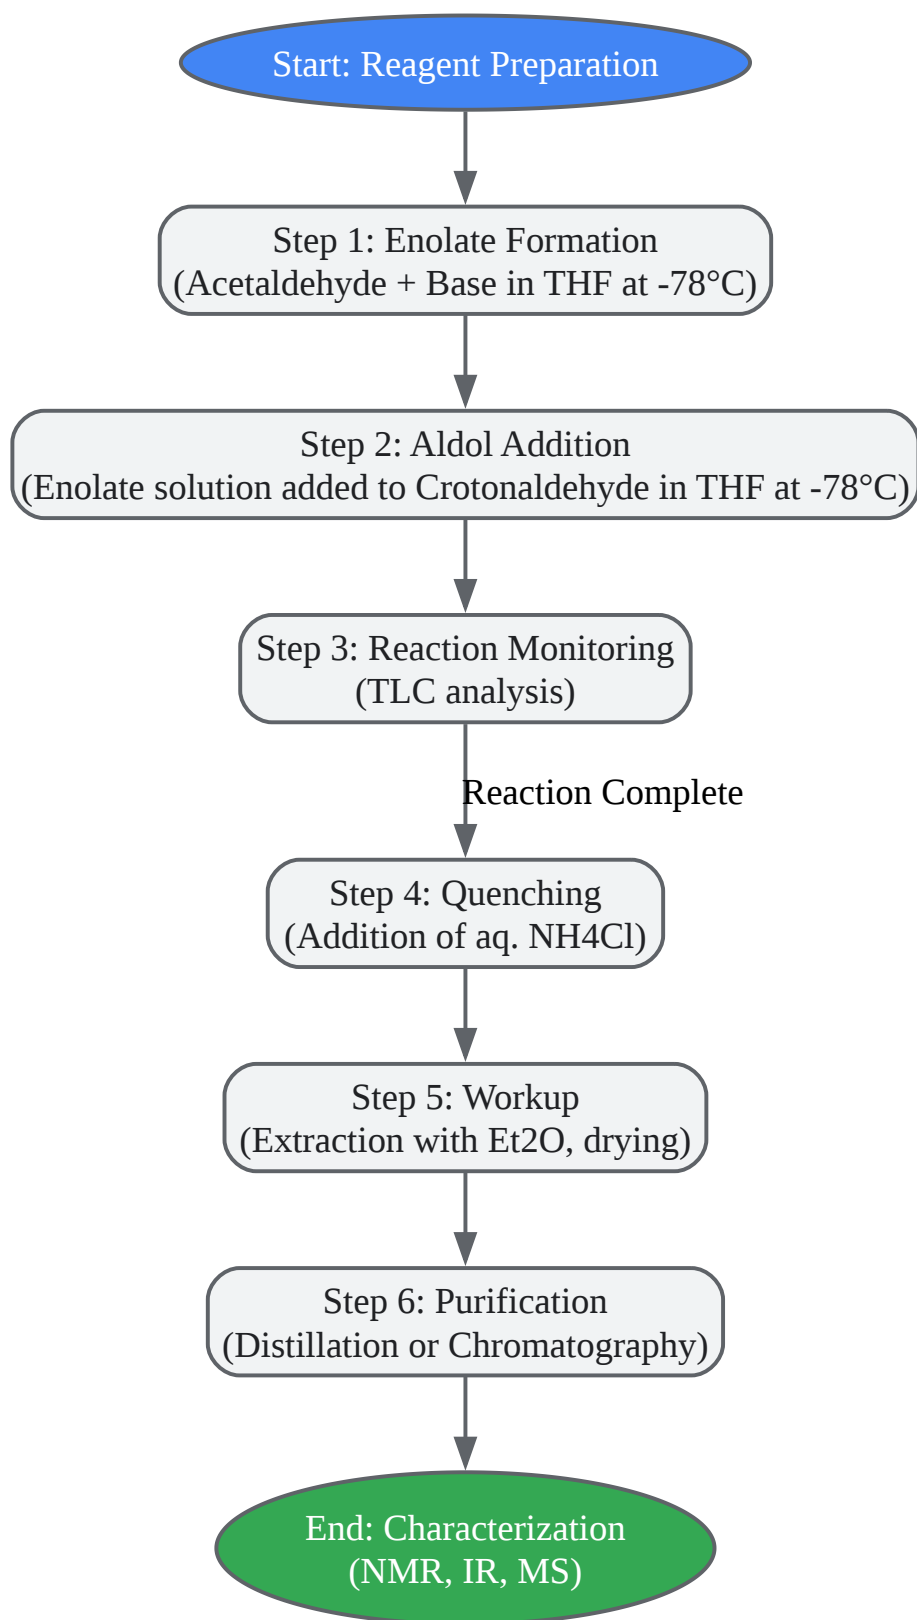 Start: Reagent Preparation
Step 1: Enolate Formation
(Acetaldehyde + Base in THF at -78°C)
Step 2: Aldol Addition
(Enolate solution added to Crotonaldehyde in THF at -78°C)
Step 3: Reaction Monitoring
(TLC analysis)
Reaction Complete
Step 4: Quenching
(Addition of aq. NH4Cl)
Step 5: Workup
(Extraction with Et2O, drying)
Step 6: Purification
(Distillation or Chromatography)
End: Characterization
(NMR, IR, MS)